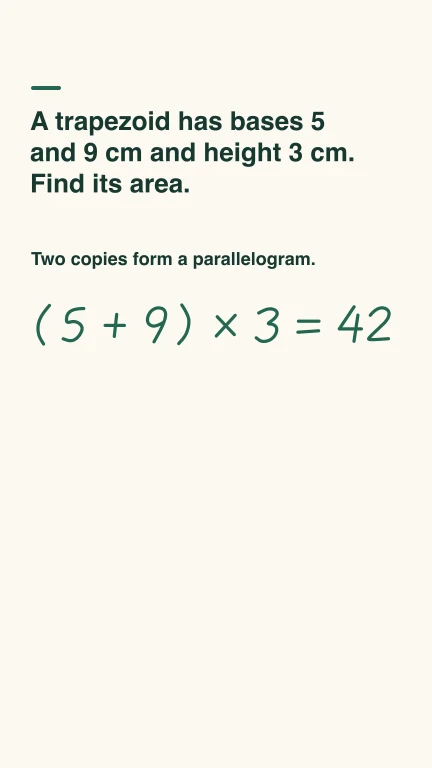 A trapezoid has bases 5
and 9 cm and height 3 cm.
Find its area.
Two copies form a parallelogram.
(5 + 9) × 3 = 42